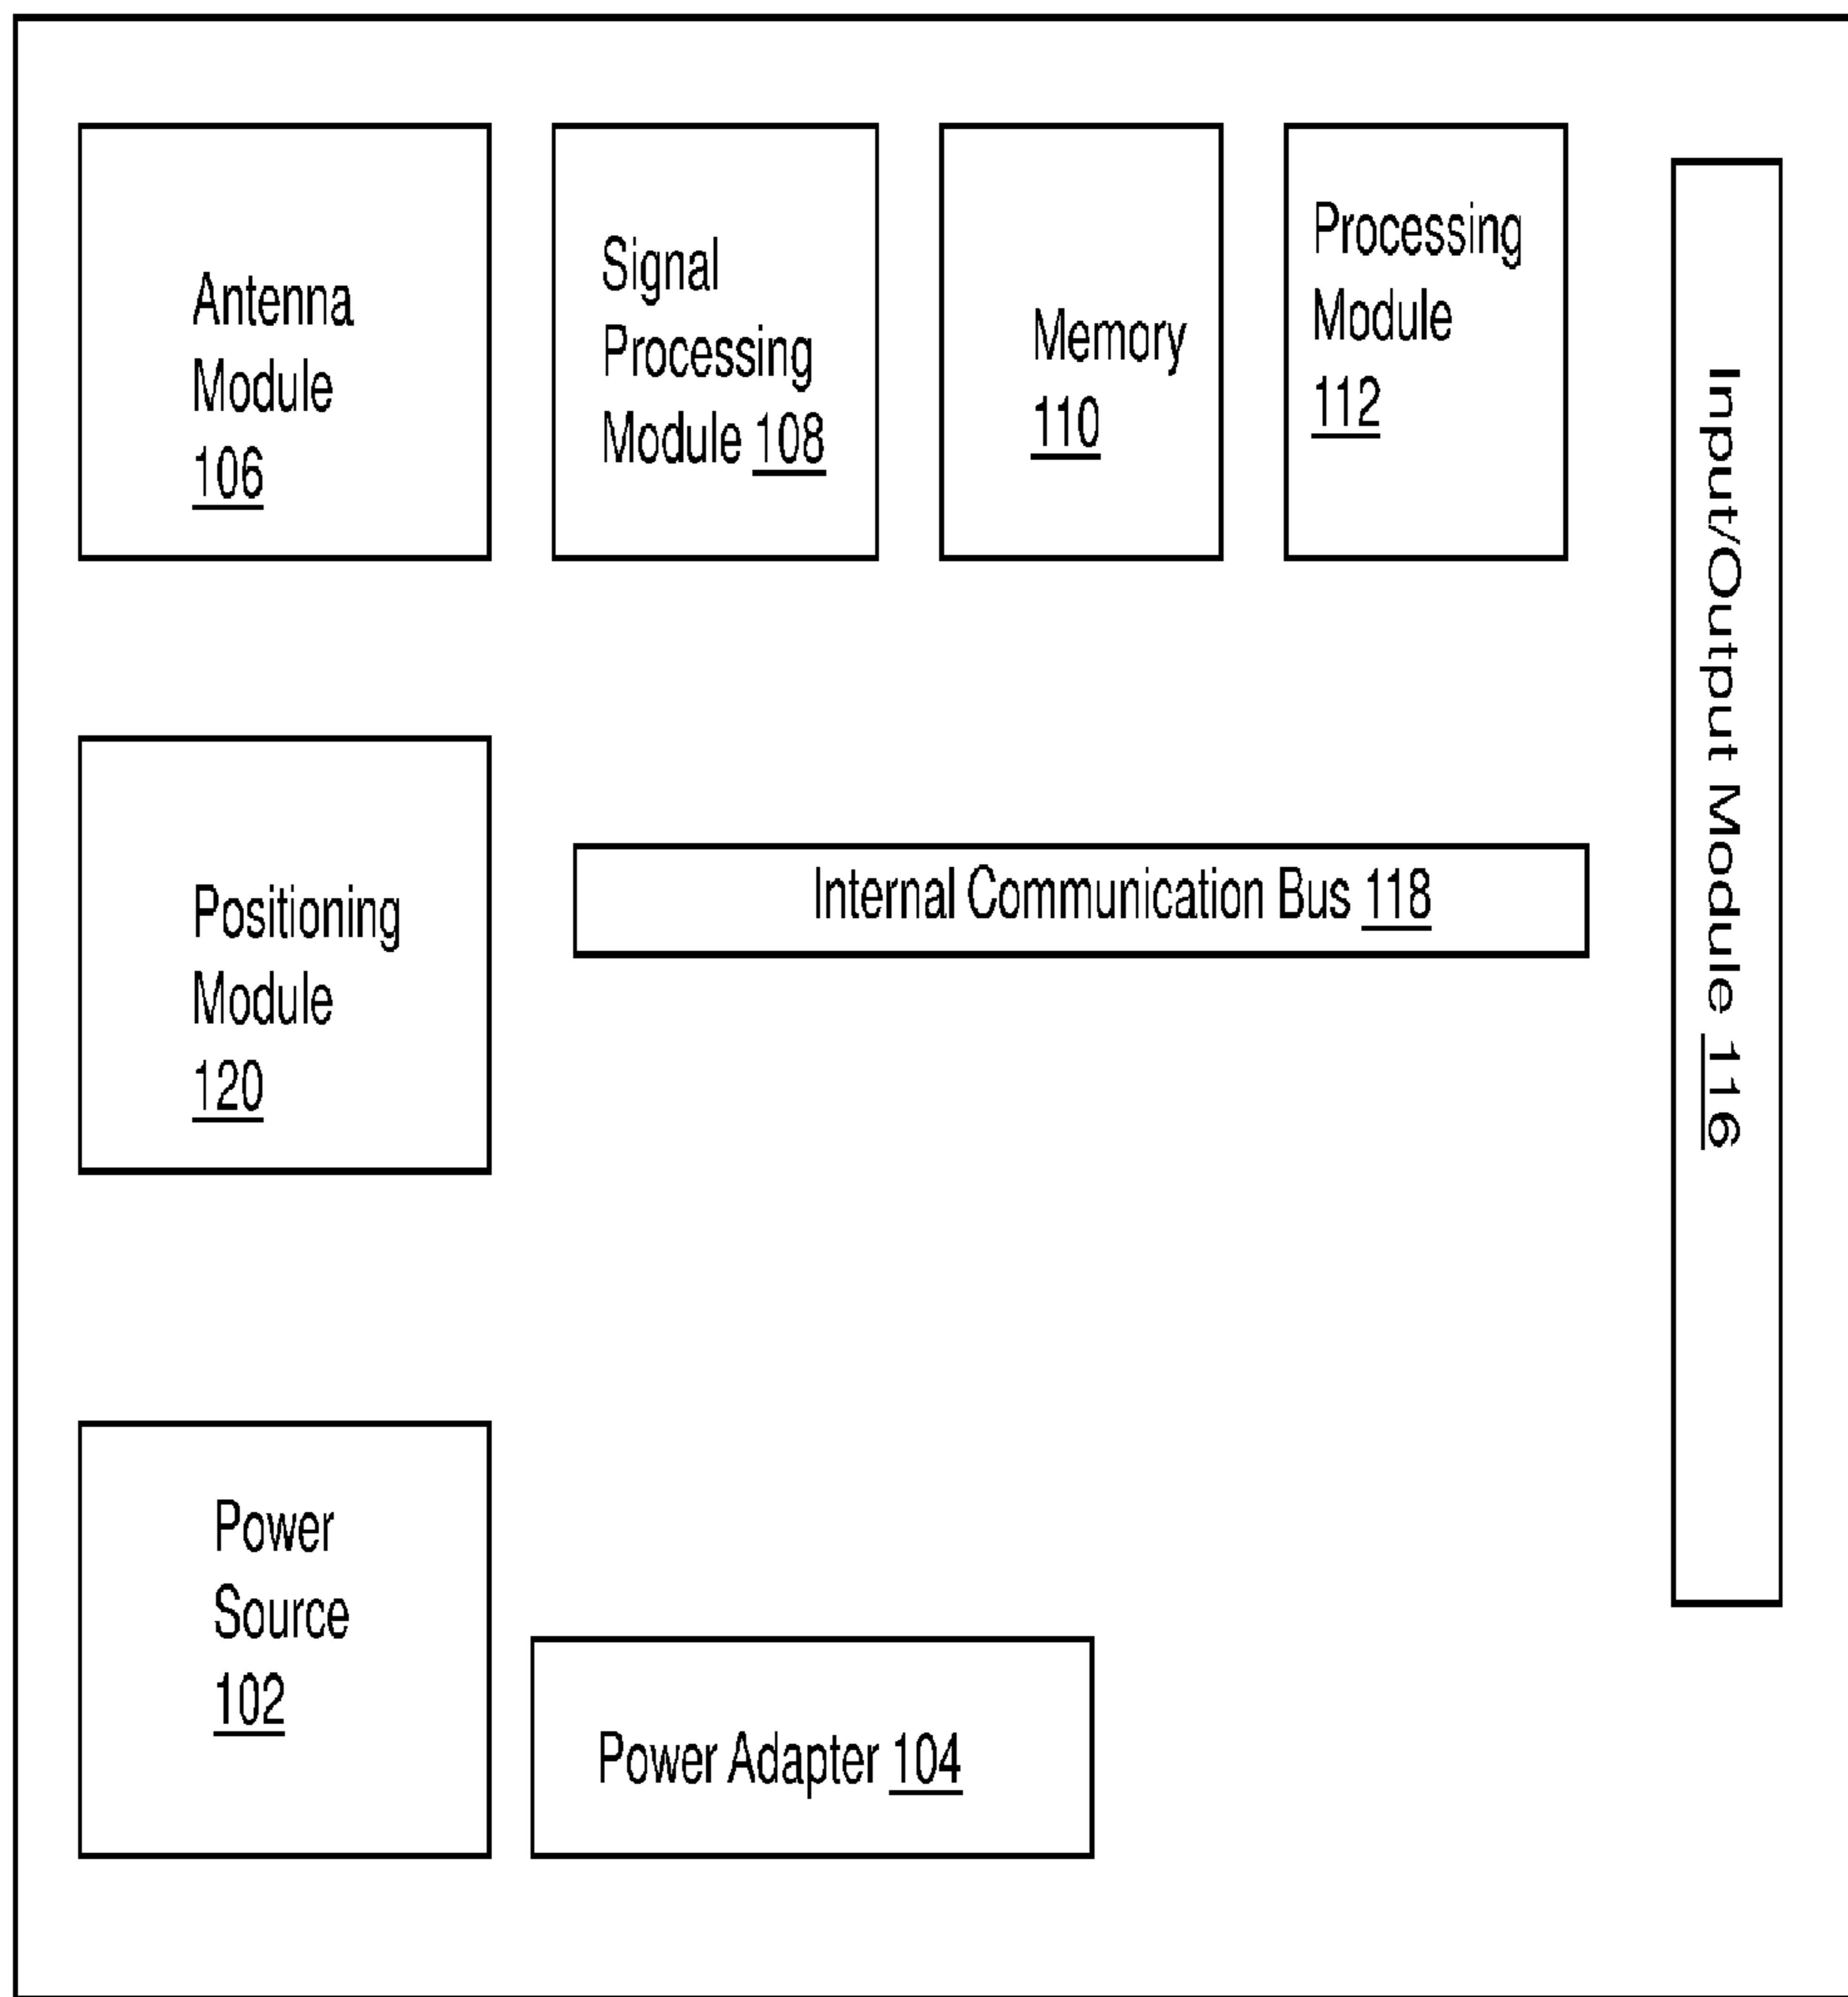 Antenna
Module
106
Signal
Processing
Module 108
Memory
110
Processing
Module
112
Input/Output Module 116
Positioning
Module
120
Internal Communication Bus 118
Power
Source
102
Power Adapter 104